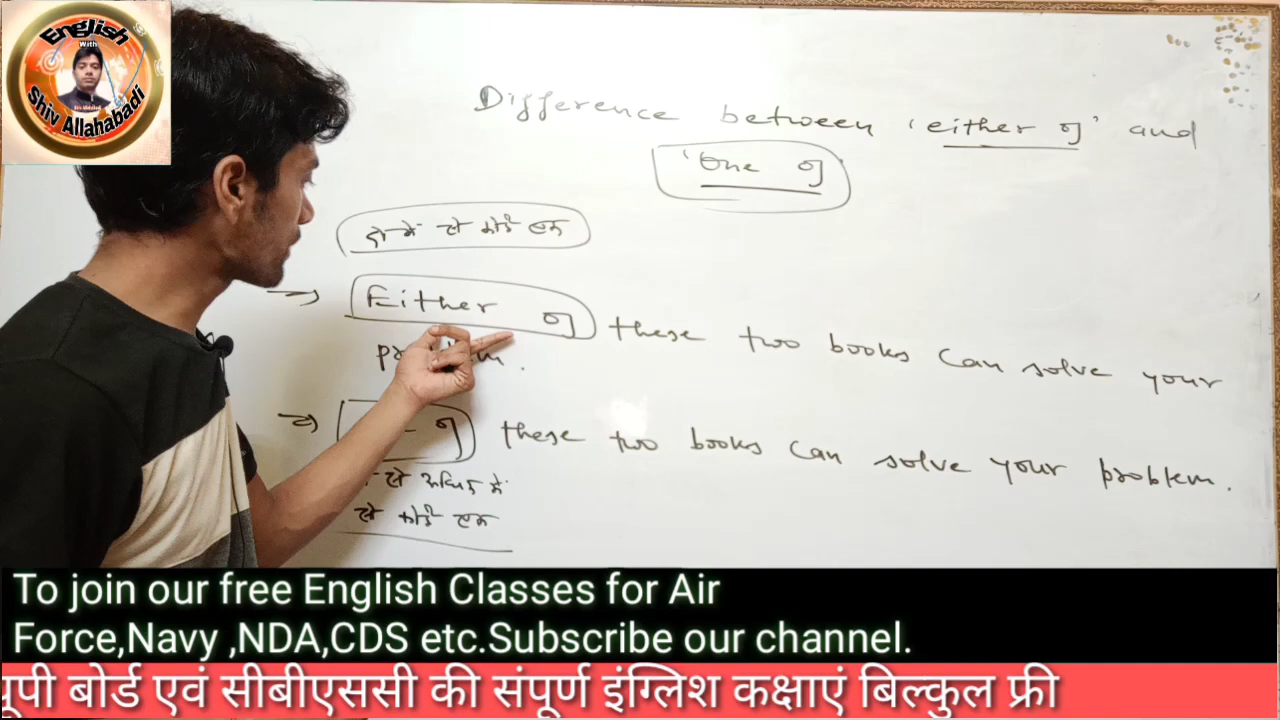 English
With
Shiv Allahabadi
Difference between 'either of' and
'One of
दो में से कोई एक
→ Either of these two books can solve your
problem.
→ of these two books can solve your problem.
से अधिक में
से कोई एक
To join our free English Classes for Air
Force,Navy ,NDA,CDS etc.Subscribe our channel.
यूपी बोर्ड एवं सीबीएससी की संपूर्ण इंग्लिश कक्षाएं बिल्कुल फ्री